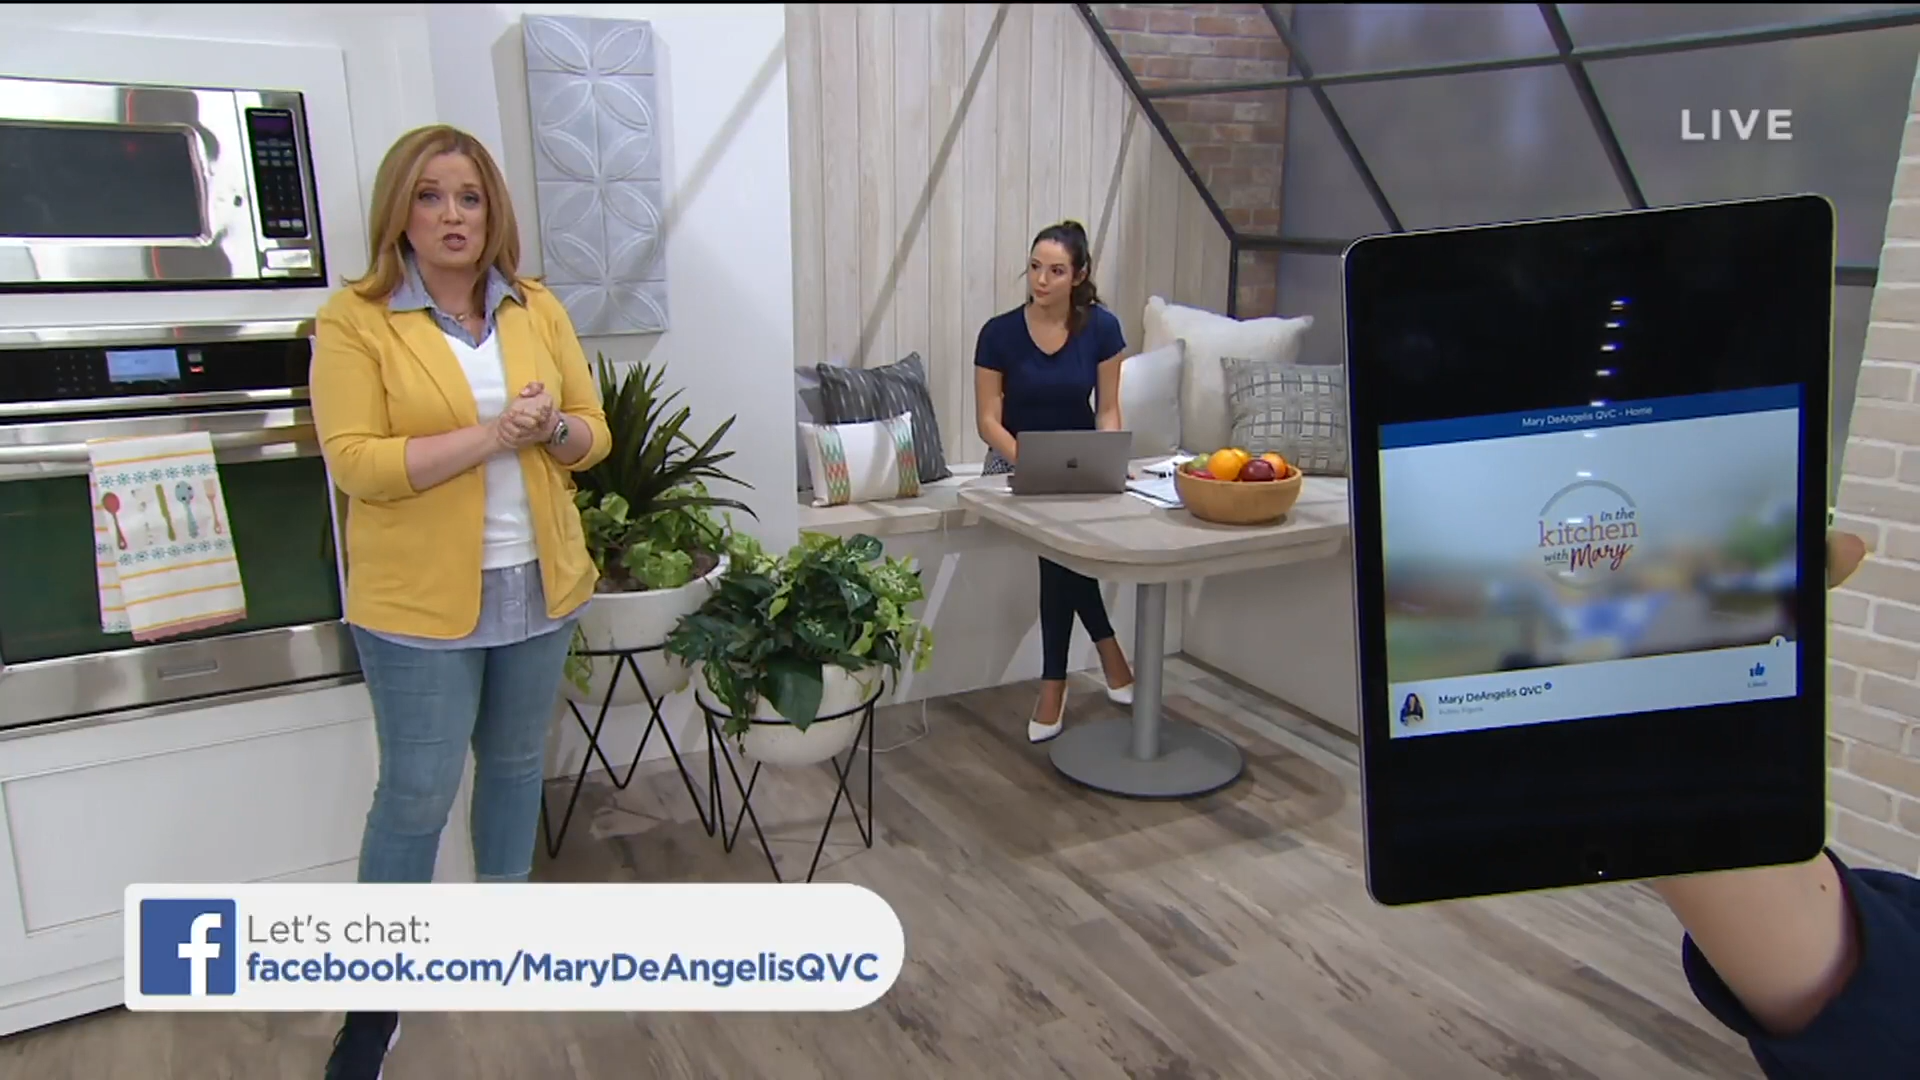 LIVE
Mary DeAngelis QVC - Home
in the
kitchen
with Mary
Mary DeAngelis QVC
Let's chat:
facebook.com/MaryDeAngelisQVC